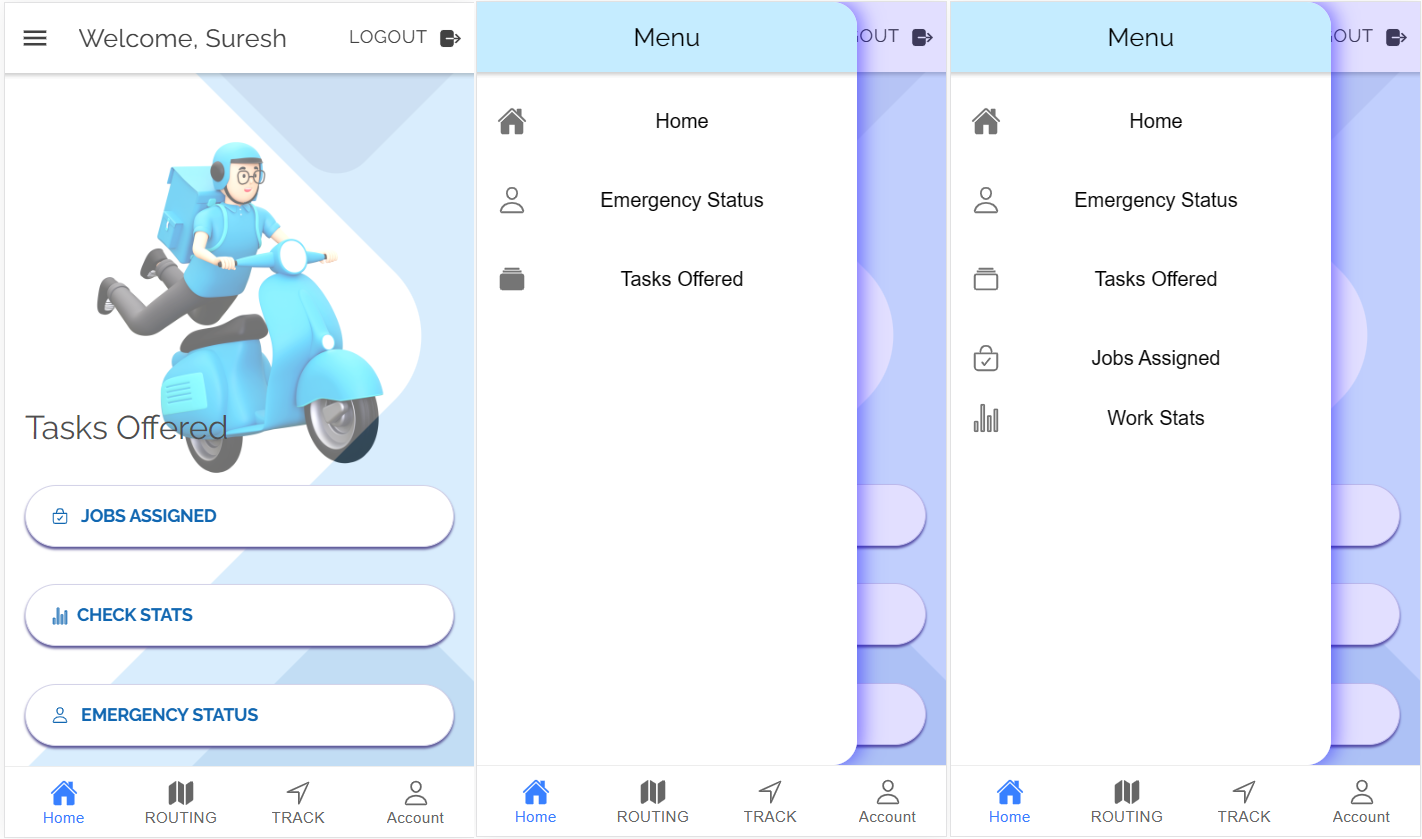 Welcome, Suresh
LOGOUT
Tasks Offered
JOBS ASSIGNED
CHECK STATS
EMERGENCY STATUS
Home
ROUTING
TRACK
Account
Menu
OUT
Home
Emergency Status
Tasks Offered
Home
ROUTING
TRACK
Account
Menu
OUT
Home
Emergency Status
Tasks Offered
Jobs Assigned
Work Stats
Home
ROUTING
TRACK
Account